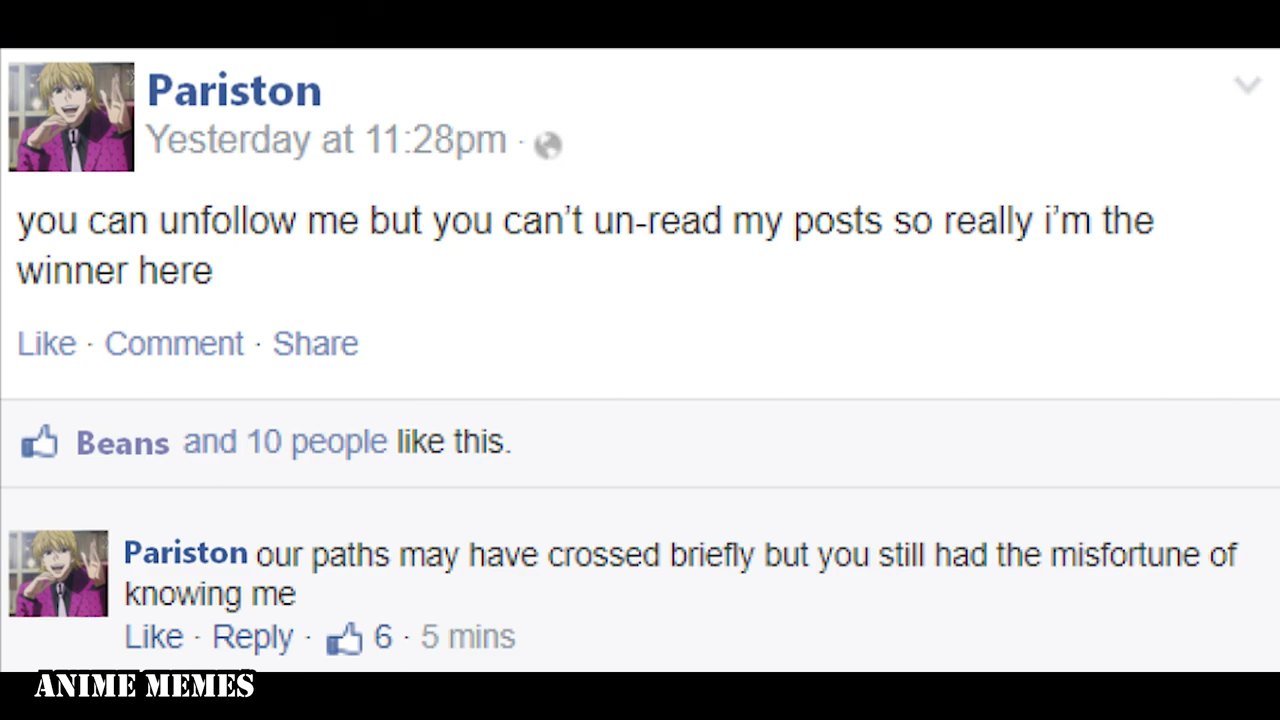 Pariston
Yesterday at 11:28pm ·
you can unfollow me but you can’t un-read my posts so really i’m the
winner here
Like · Comment · Share
Beans and 10 people like this.
Pariston our paths may have crossed briefly but you still had the misfortune of
knowing me
Like · Reply · 6 · 5 mins
ANIME MEMES